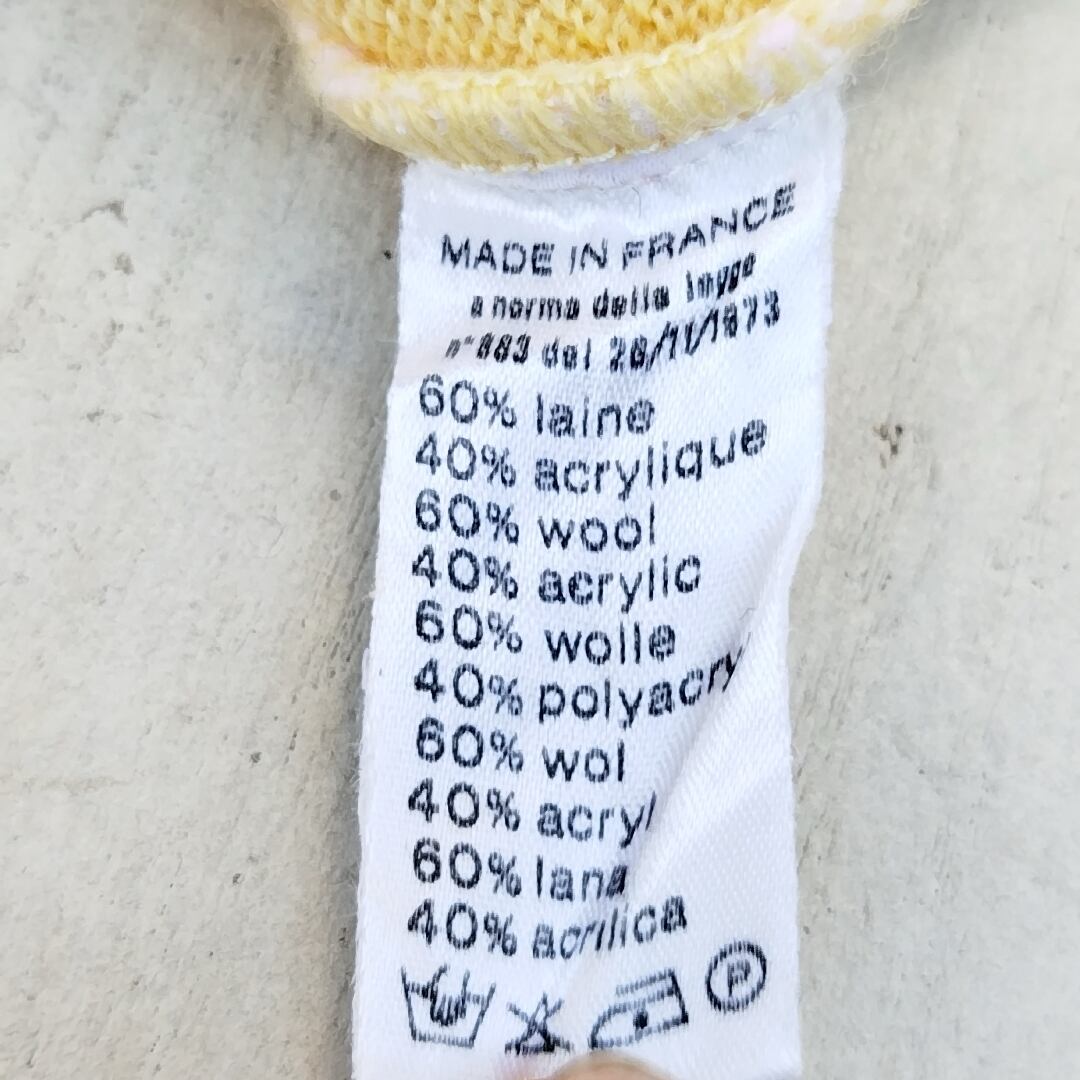 MADE IN FRANCE
a norma della legge
n°883 del 26/11/1973
60% laine
40% acrylique
60% wool
40% acrylic
60% wolle
40% polyacry
60% wol
40% acryl
60% lana
40% acrilica
P